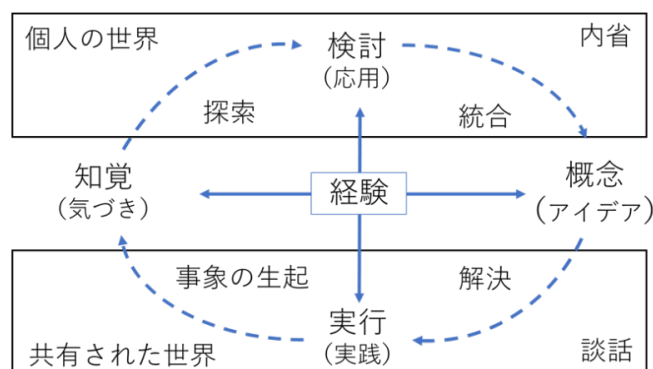 個人の世界
検討
(応用)
内省
探索
統合
知覚
(気づき)
経験
概念
(アイデア)
事象の生起
解決
実行
(実践)
共有された世界
談話